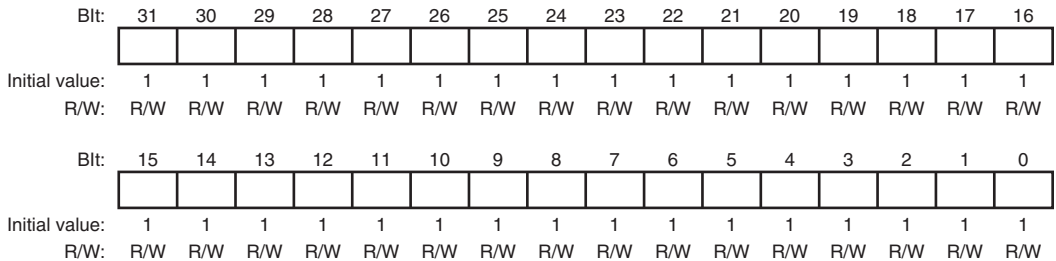 BIt: 31 30 29 28 27 26 25 24 23 22 21 20 19 18 17 16
Initial value: 1 1 1 1 1 1 1 1 1 1 1 1 1 1 1 1
R/W: R/W R/W R/W R/W R/W R/W R/W R/W R/W R/W R/W R/W R/W R/W R/W R/W
BIt: 15 14 13 12 11 10 9 8 7 6 5 4 3 2 1 0
Initial value: 1 1 1 1 1 1 1 1 1 1 1 1 1 1 1 1
R/W: R/W R/W R/W R/W R/W R/W R/W R/W R/W R/W R/W R/W R/W R/W R/W R/W